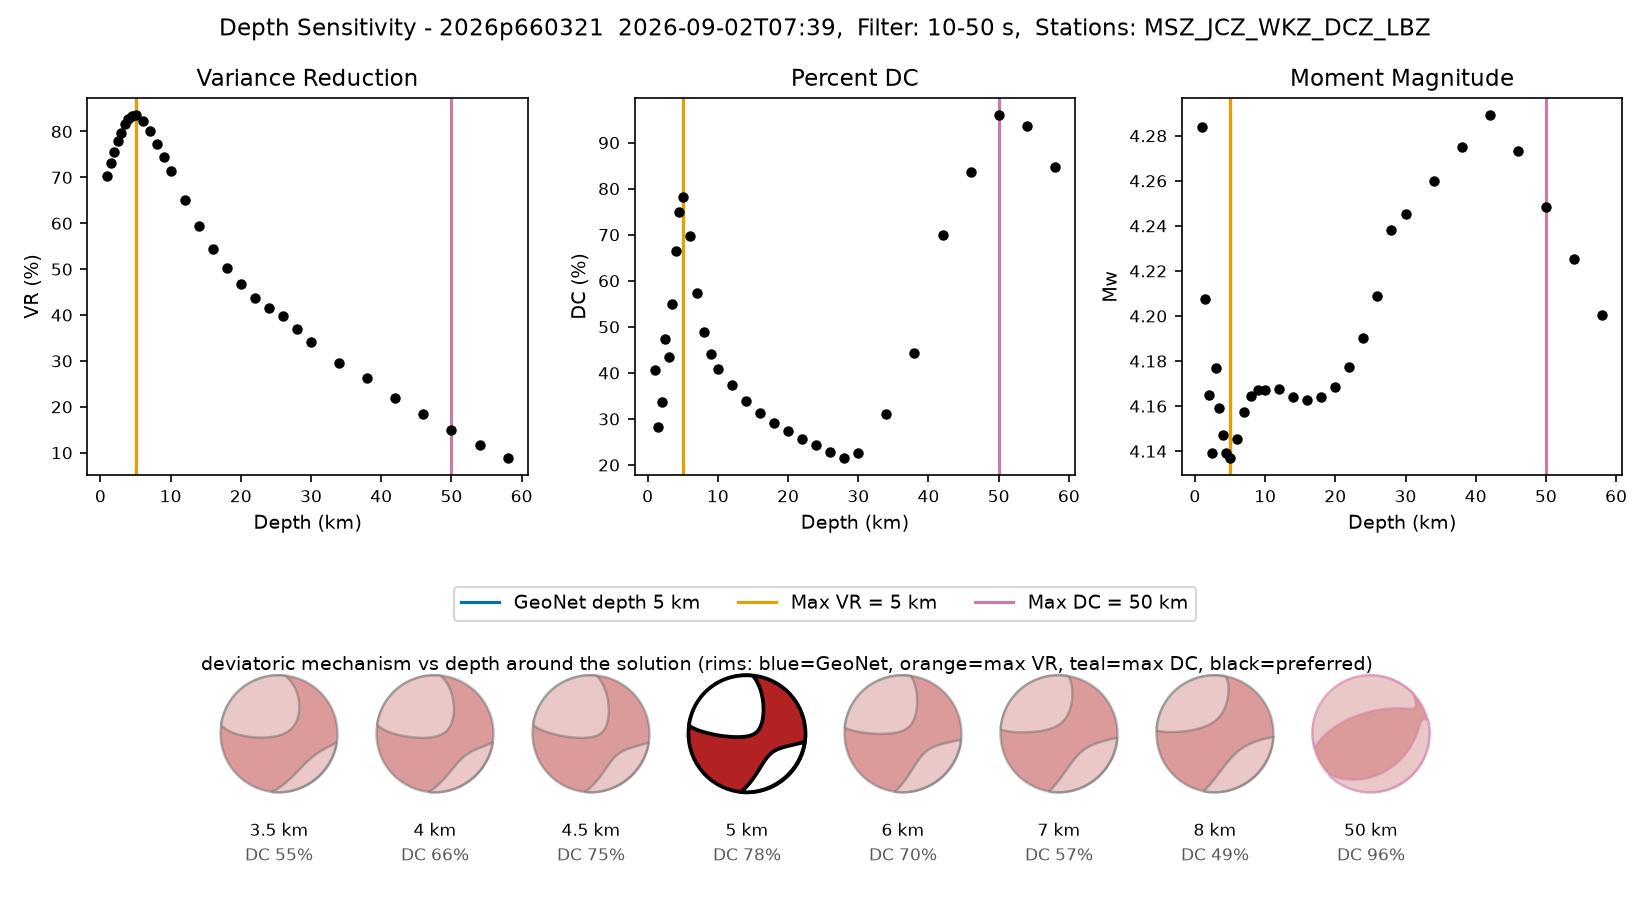 Depth Sensitivity - 2026p660321  2026-09-02T07:39,  Filter: 10-50 s,  Stations: MSZ_JCZ_WKZ_DCZ_LBZ
Variance Reduction
Percent DC
Moment Magnitude
VR (%)
80
70
60
50
40
30
20
10
0 10 20 30 40 50 60
Depth (km)
DC (%)
90
80
70
60
50
40
30
20
0 10 20 30 40 50 60
Depth (km)
Mw
4.28
4.26
4.24
4.22
4.20
4.18
4.16
4.14
0 10 20 30 40 50 60
Depth (km)
GeoNet depth 5 km
Max VR = 5 km
Max DC = 50 km
deviatoric mechanism vs depth around the solution (rims: blue=GeoNet, orange=max VR, teal=max DC, black=preferred)
3.5 km 4 km 4.5 km 5 km 6 km 7 km 8 km 50 km
DC 55% DC 66% DC 75% DC 78% DC 70% DC 57% DC 49% DC 96%